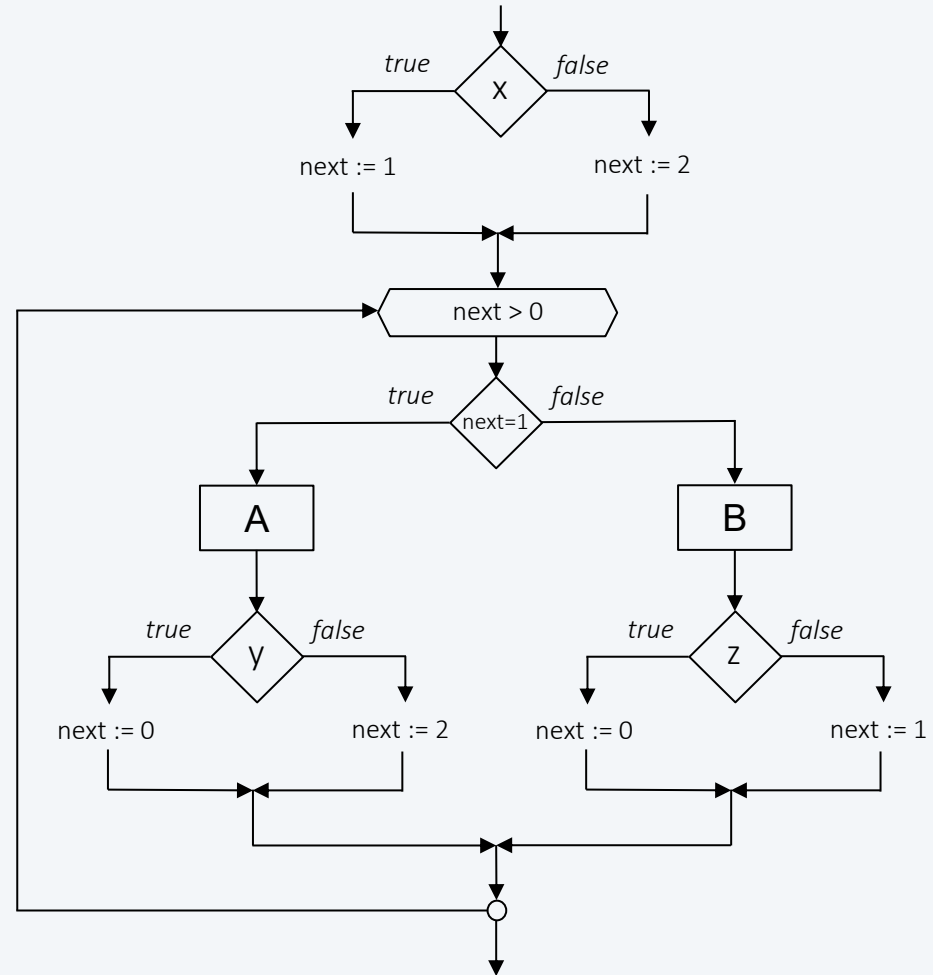 true
false
x
next := 1
next := 2
next > 0
true
false
next=1
A
B
true
false
y
true
false
z
next := 0
next := 2
next := 0
next := 1